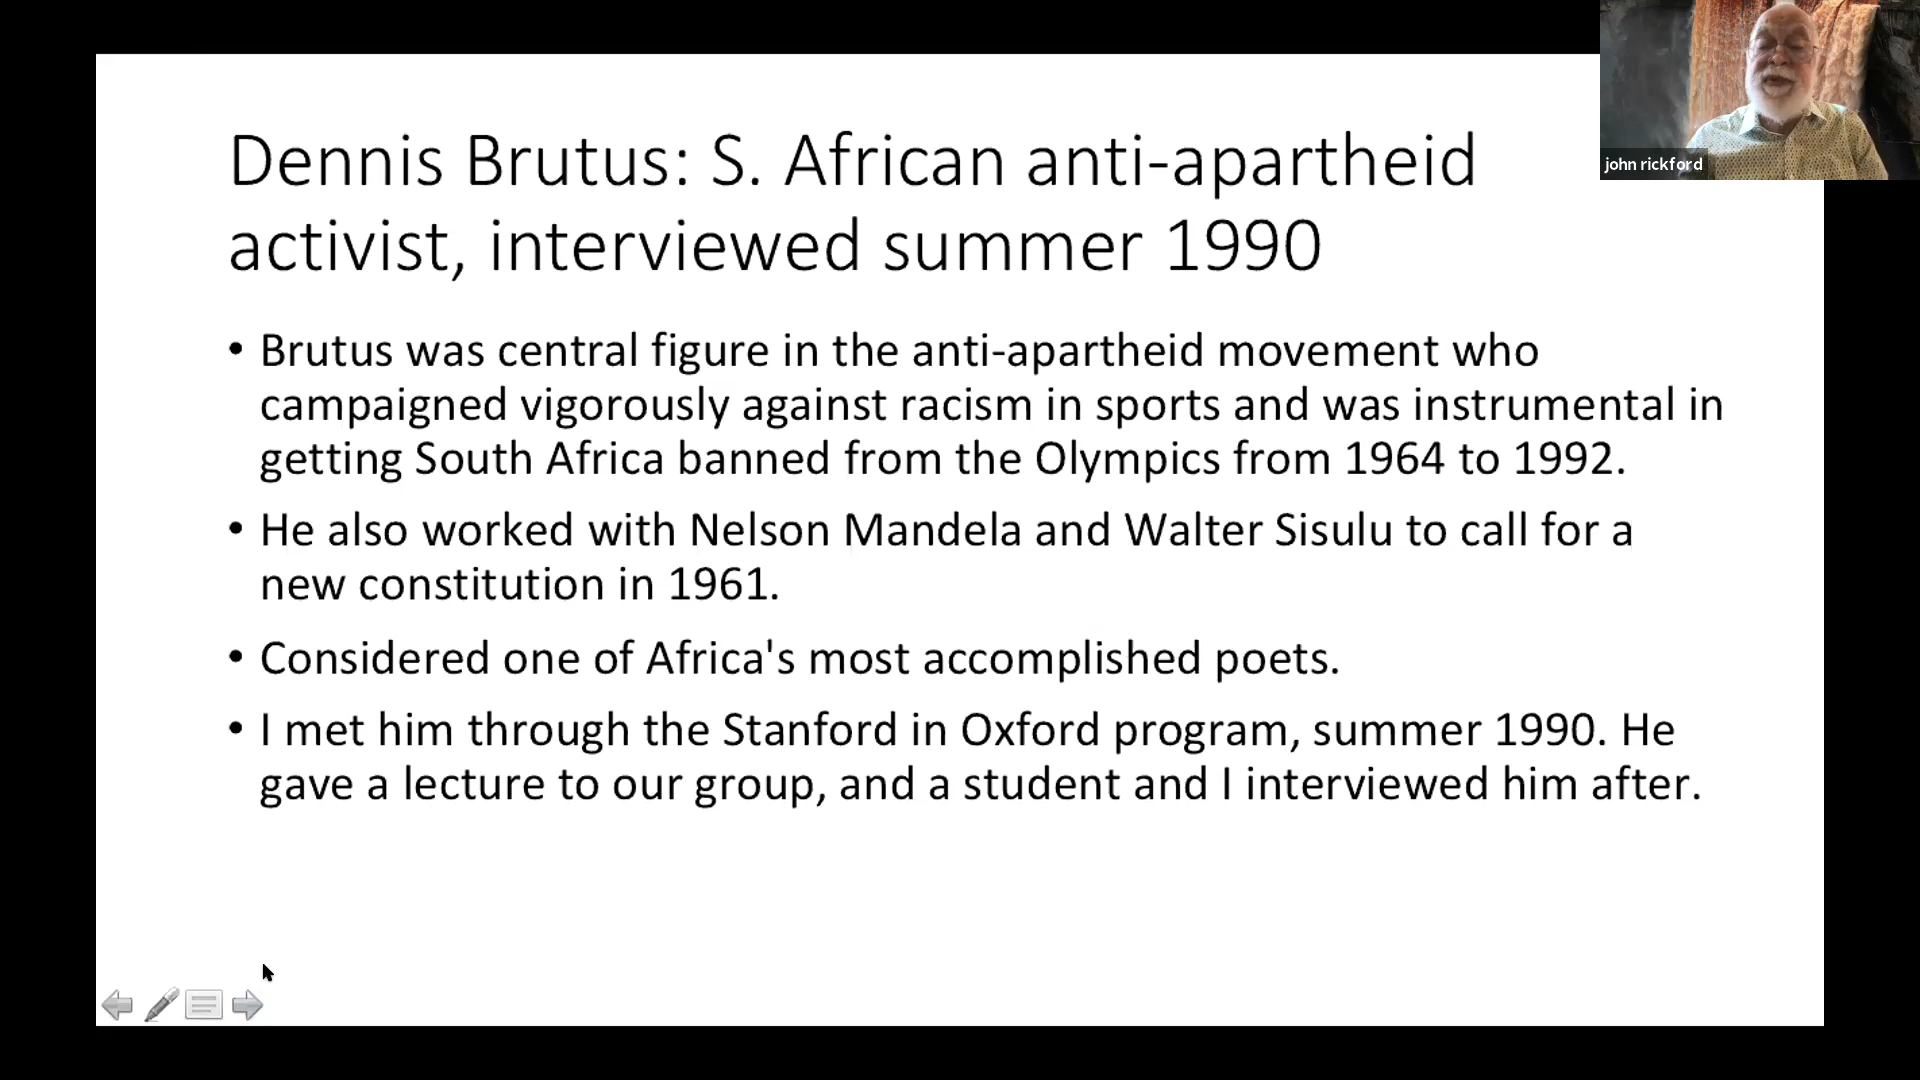 Dennis Brutus: S. African anti-apartheid
activist, interviewed summer 1990
• Brutus was central figure in the anti-apartheid movement who
campaigned vigorously against racism in sports and was instrumental in
getting South Africa banned from the Olympics from 1964 to 1992.
• He also worked with Nelson Mandela and Walter Sisulu to call for a
new constitution in 1961.
• Considered one of Africa's most accomplished poets.
• I met him through the Stanford in Oxford program, summer 1990. He
gave a lecture to our group, and a student and I interviewed him after.
john rickford